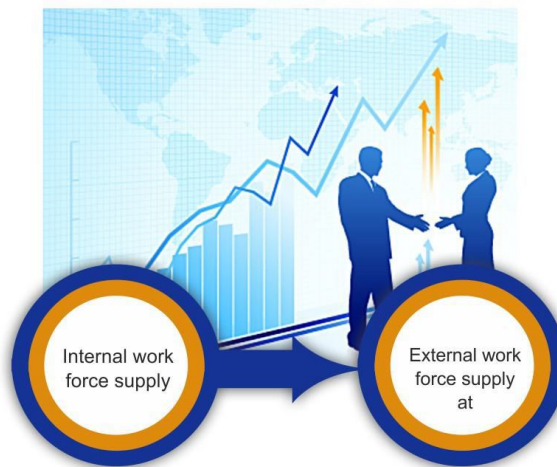 Internal work
force supply
External work
force supply
at